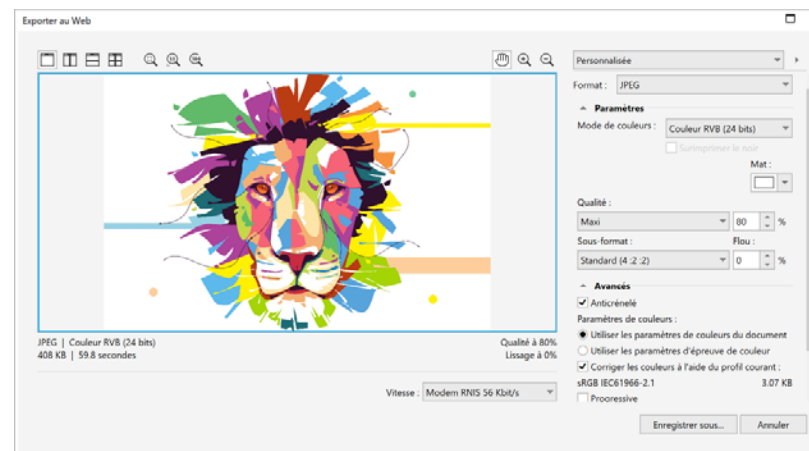 Exporter au Web
Personnalisée
Format : JPEG
Paramètres
Mode de couleurs : Couleur RVB (24 bits)
Surimprimer le noir
Mat :
Qualité :
Maxi 80 %
Sous-format : Flou :
Standard (4 :2 :2) 0 %
Avancés
Anticrénelé
Paramètres de couleurs :
Utiliser les paramètres de couleurs du document
Utiliser les paramètres d'épreuve de couleur
Corriger les couleurs à l'aide du profil courant :
sRGB IEC61966-2.1 3.07 KB
Progressive
JPEG | Couleur RVB (24 bits) Qualité à 80%
408 KB | 59.8 secondes Lissage à 0%
Vitesse : Modem RNIS 56 Kbit/s
Enregistrer sous... Annuler